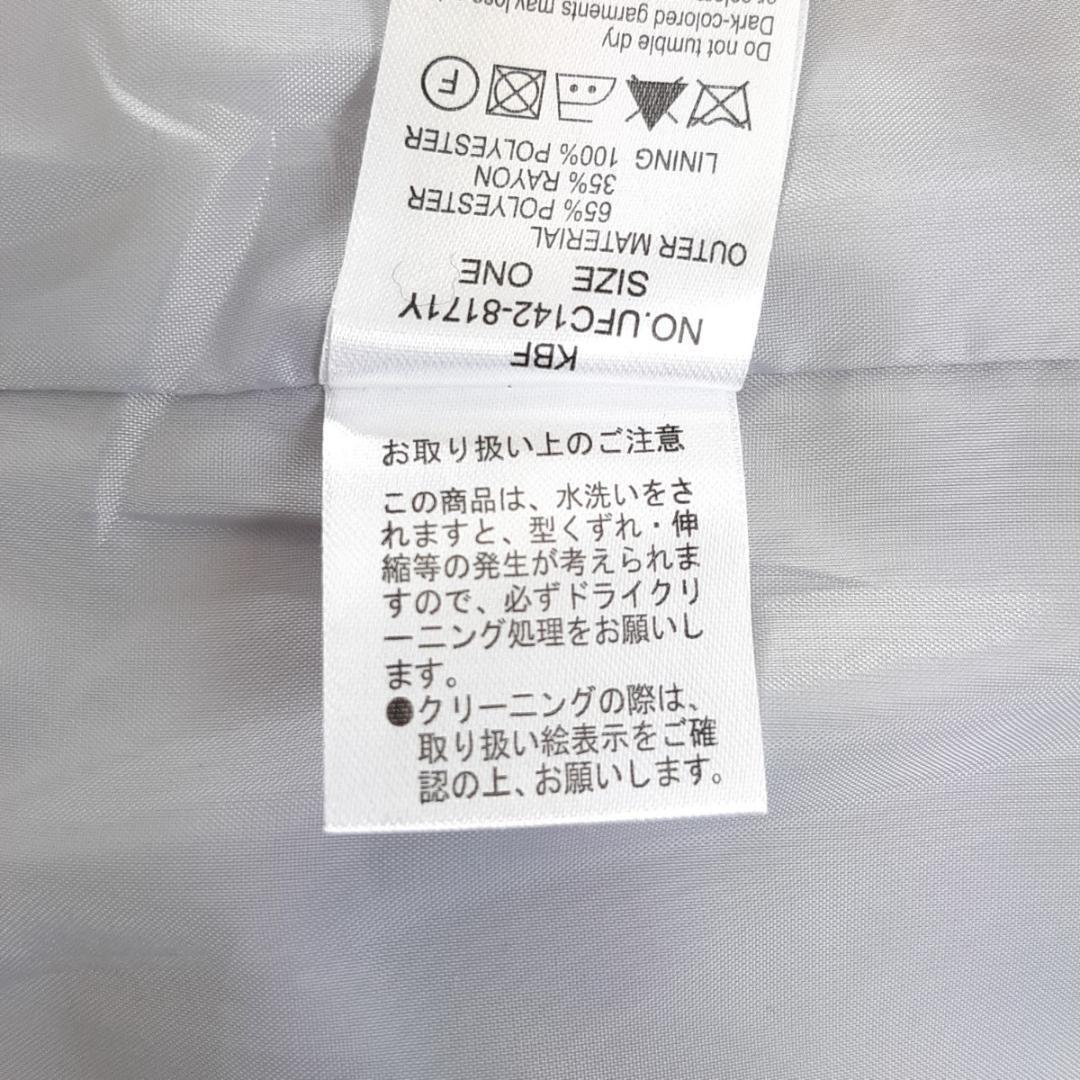 KBF
NO.UFC142-8171Y
SIZE ONE
OUTER MATERIAL
65% POLYESTER
35% RAYON
LINING 100% POLYESTER
F
Do not tumble dry
Dark-colored garments may
お取り扱い上のご注意
この商品は、水洗いをさ
れますと、型くずれ・伸
縮等の発生が考えられま
すので、必ずドライクリ
ーニング処理をお願いし
ます。
●クリーニングの際は、
取り扱い絵表示をご確
認の上、お願いします。